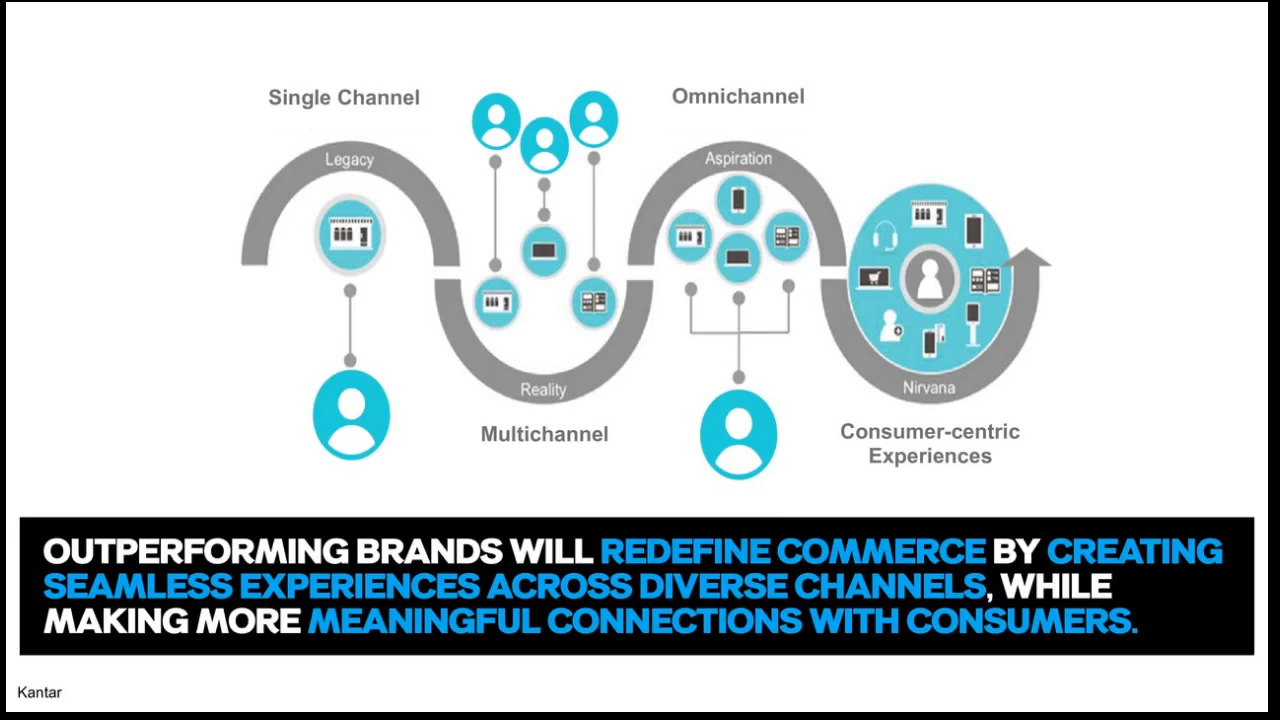 Single Channel
Omnichannel
Legacy
Aspiration
Reality
Nirvana
Multichannel
Consumer-centric
Experiences
OUTPERFORMING BRANDS WILL REDEFINE COMMERCE BY CREATING
SEAMLESS EXPERIENCES ACROSS DIVERSE CHANNELS, WHILE
MAKING MORE MEANINGFUL CONNECTIONS WITH CONSUMERS.
Kantar